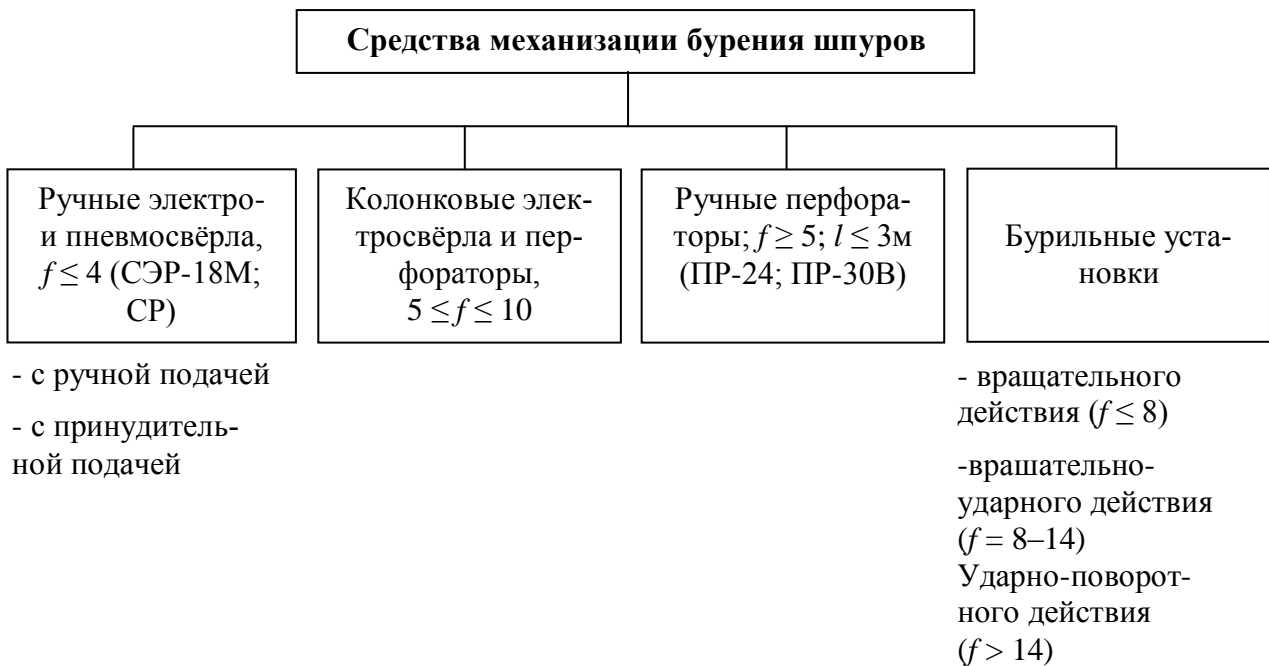 Средства механизации бурения шпуров
Ручные электро-
и пневмосвёрла,
f ≤ 4 (СЭР-18М;
СР)
Колонковые элек-
тросвёрла и пер-
фораторы,
5 ≤ f ≤ 10
Ручные перфора-
торы; f ≥ 5; l ≤ 3м
(ПР-24; ПР-30В)
Бурильные уста-
новки
- с ручной подачей
- с принудитель-
ной подачей
- вращательного
действия (f ≤ 8)
-врашательно-
ударного действия
(f = 8–14)
Ударно-поворот-
ного действия
(f > 14)